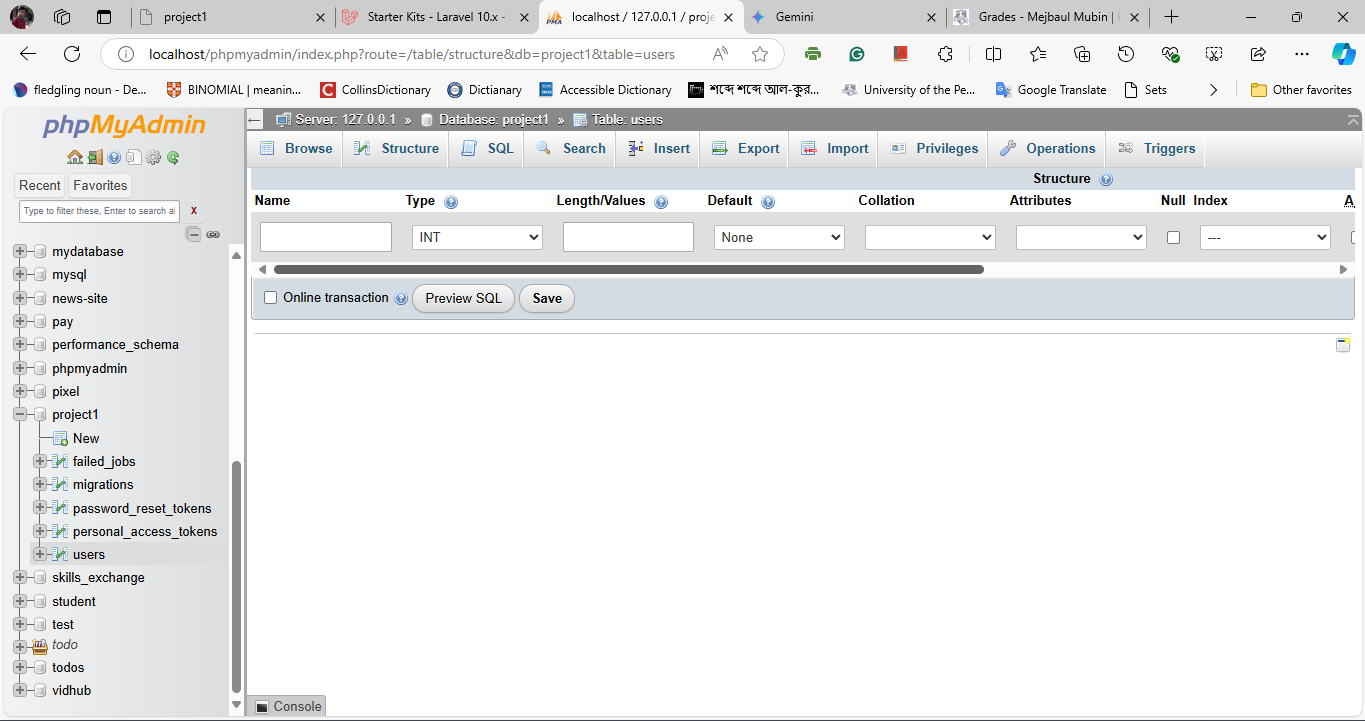 project1
Starter Kits - Laravel 10.x -
localhost / 127.0.0.1 / proje
Gemini
Grades - Mejbaul Mubin |
localhost/phpmyadmin/index.php?route=/table/structure&db=project1&table=users
fledgling noun - De...
BINOMIAL | meanin...
CollinsDictionary
Dictianary
Accessible Dictionary
শব্দে শব্দে আল-কুর...
University of the Pe...
Google Translate
Sets
Other favorites
phpMyAdmin
Recent
Favorites
Type to filter these, Enter to search al
X
mydatabase
mysql
news-site
pay
performance_schema
phpmyadmin
pixel
project1
New
failed_jobs
migrations
password_reset_tokens
personal_access_tokens
users
skills_exchange
student
test
todo
todos
vidhub
Server: 127.0.0.1 » Database: project1 » Table: users
Browse
Structure
SQL
Search
Insert
Export
Import
Privileges
Operations
Triggers
Structure
Name
Type
Length/Values
Default
Collation
Attributes
Null
Index
A
INT
None
---
Online transaction
Preview SQL
Save
Console